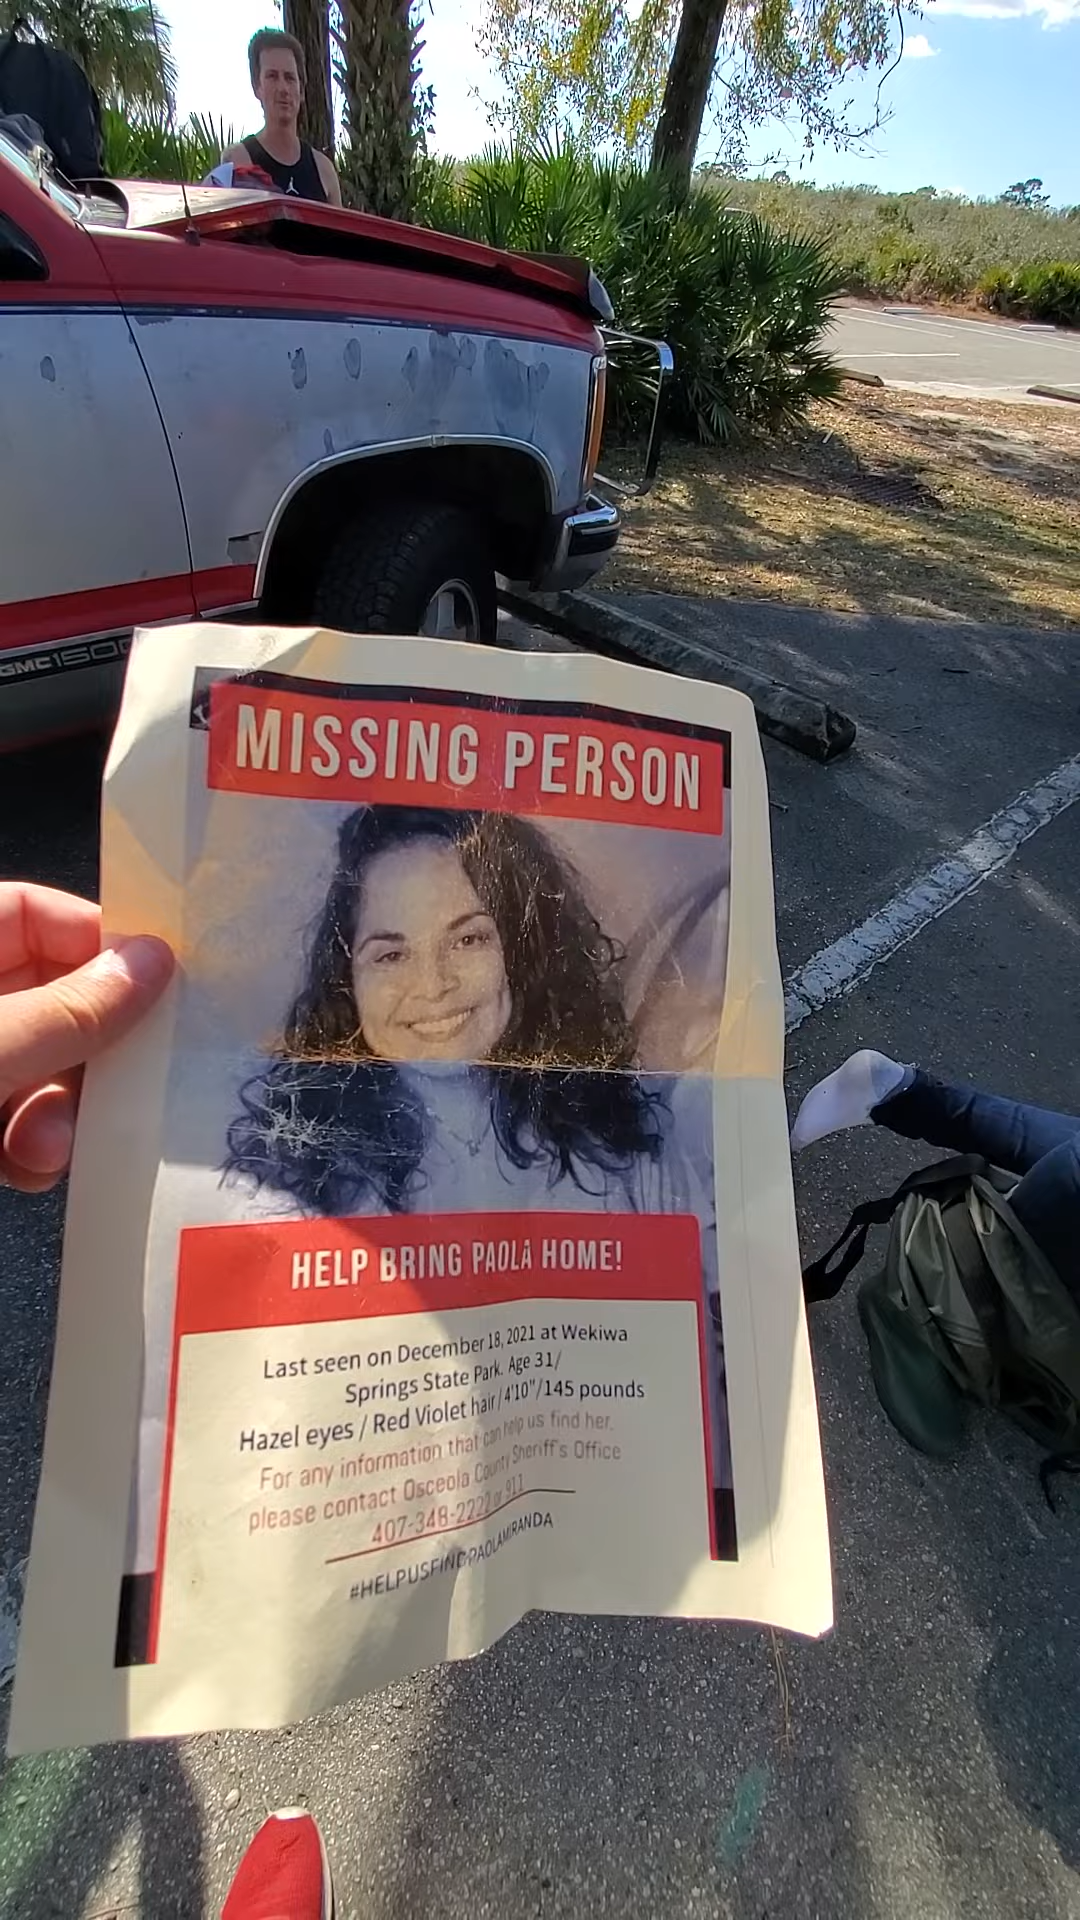 GMC 1500
MISSING PERSON
HELP BRING PAOLA HOME!
Last seen on December 18, 2021 at Wekiwa
Springs State Park. Age 31/
Hazel eyes / Red Violet hair / 4'10"/145 pounds
For any information that can help us find her,
please contact Osceola County Sheriff's Office
407-348-2222 or 911
#HELPUSFINDPAOLAMIRANDA